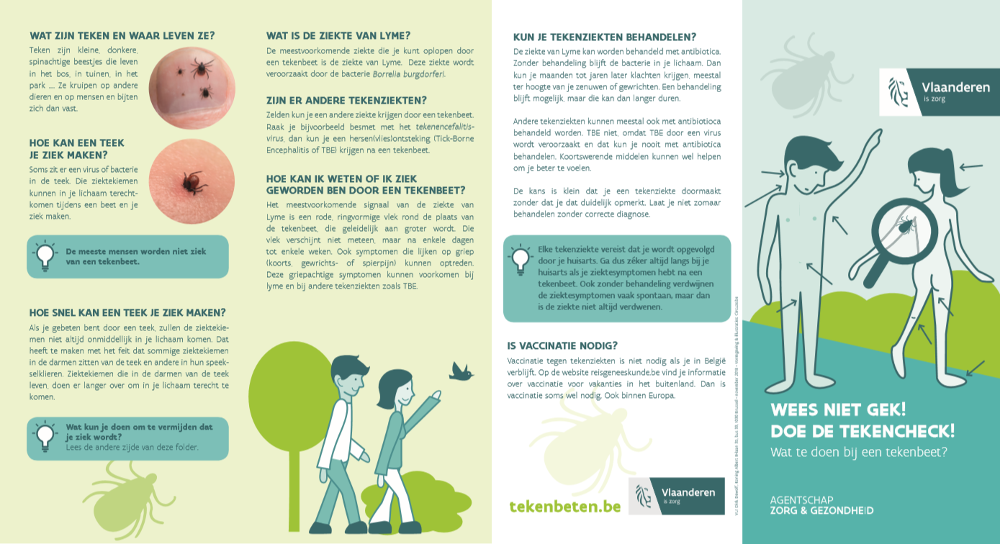 WAT ZIJN TEKEN EN WAAR LEVEN ZE?
Teken zijn kleine, donkere,
spinachtige beestjes die leven
in het bos, in tuinen, in het
park .... Ze kruipen op andere
dieren en op mensen en bijten
zich dan vast.
HOE KAN EEN TEEK
JE ZIEK MAKEN?
Soms zit er een virus of bacterie
in de teek. Die ziektekiemen
kunnen in je lichaam terecht-
komen tijdens een beet en je
ziek maken.
De meeste mensen worden niet ziek
van een tekenbeet.
HOE SNEL KAN EEN TEEK JE ZIEK MAKEN?
Als je gebeten bent door een teek, zullen de ziektekie-
men niet altijd onmiddellijk in je lichaam komen. Dat
heeft te maken met het feit dat sommige ziektekiemen
in de darmen zitten van de teek en andere in hun speek-
selklieren. Ziektekiemen die in de darmen van de teek
leven, doen er langer over om in je lichaam terecht te
komen.
Wat kun je doen om te vermijden dat
je ziek wordt?
Lees de andere zijde van deze folder.
WAT IS DE ZIEKTE VAN LYME?
De meestvoorkomende ziekte die je kunt oplopen door
een tekenbeet is de ziekte van Lyme. Deze ziekte wordt
veroorzaakt door de bacterie Borrelia burgdorferi.
ZIJN ER ANDERE TEKENZIEKTEN?
Zelden kun je een andere ziekte krijgen door een tekenbeet.
Raak je bijvoorbeeld besmet met het tekenencefalitis-
virus, dan kun je een hersen(vlies)ontsteking (Tick-Borne
Encephalitis of TBE) krijgen na een tekenbeet.
HOE KAN IK WETEN OF IK ZIEK
GEWORDEN BEN DOOR EEN TEKENBEET?
Het meestvoorkomende signaal van de ziekte van
Lyme is een rode, ringvormige vlek rond de plaats van
de tekenbeet, die geleidelijk aan groter wordt. Die
vlek verschijnt niet meteen, maar na enkele dagen
tot enkele weken. Ook symptomen die lijken op griep
(koorts, gewrichts- of spierpijn) kunnen optreden.
Deze griepachtige symptomen kunnen voorkomen bij
lyme en bij andere tekenziekten zoals TBE.
KUN JE TEKENZIEKTEN BEHANDELEN?
De ziekte van Lyme kan worden behandeld met antibiotica.
Zonder behandeling blijft de bacterie in je lichaam. Dan
kun je maanden tot jaren later klachten krijgen, meestal
ter hoogte van je zenuwen of gewrichten. Een behandeling
blijft mogelijk, maar die kan dan langer duren.
Andere tekenziekten kunnen meestal ook met antibiotioca
behandeld worden. TBE niet, omdat TBE door een virus
wordt veroorzaakt en dat kun je nooit met antibiotica
behandelen. Koortswerende middelen kunnen wel helpen
om je beter te voelen.
De kans is klein dat je een tekenziekte doormaakt
zonder dat je dat duidelijk opmerkt. Laat je niet zomaar
behandelen zonder correcte diagnose.
Elke tekenziekte vereist dat je wordt opgevolgd
door je huisarts. Ga dus zéker altijd langs bij je
huisarts als je ziektesymptomen hebt na een
tekenbeet. Ook zonder behandeling verdwijnen
de ziektesymptomen vaak spontaan, maar dan
is de ziekte niet altijd verdwenen.
IS VACCINATIE NODIG?
Vaccinatie tegen tekenziekten is niet nodig als je in België
verblijft. Op de website reisgeneeskunde.be vind je informatie
over vaccinatie voor vakanties in het buitenland. Dan is
vaccinatie soms wel nodig. Ook binnen Europa.
tekenbeten.be
Vlaanderen
is zorg
Vlaanderen
is zorg
WEES NIET GEK!
DOE DE TEKENCHECK!
Wat te doen bij een tekenbeet?
AGENTSCHAP
ZORG & GEZONDHEID